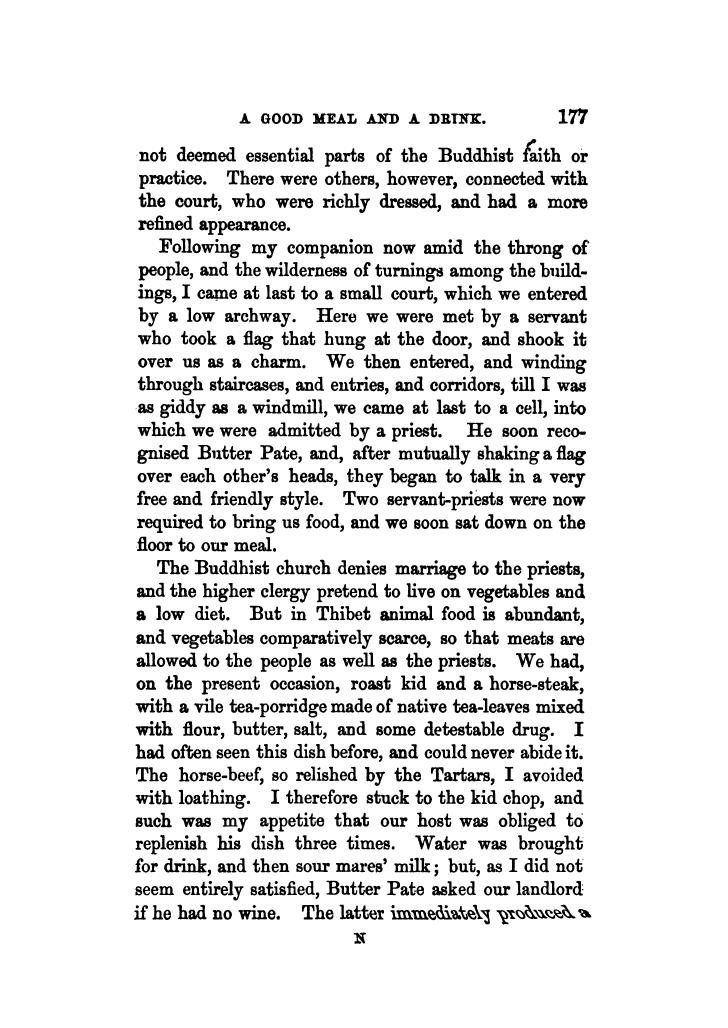 A GOOD MEAL AND A DRINK. 177
not deemed essential parts of the Buddhist faith or
practice. There were others, however, connected with
the court, who were richly dressed, and had a more
refined appearance.
Following my companion now amid the throng of
people, and the wilderness of turnings among the build-
ings, I came at last to a small court, which we entered
by a low archway. Here we were met by a servant
who took a flag that hung at the door, and shook it
over us as a charm. We then entered, and winding
through staircases, and entries, and corridors, till I was
as giddy as a windmill, we came at last to a cell, into
which we were admitted by a priest. He soon reco-
gnised Butter Pate, and, after mutually shaking a flag
over each other's heads, they began to talk in a very
free and friendly style. Two servant-priests were now
required to bring us food, and we soon sat down on the
floor to our meal.
The Buddhist church denies marriage to the priests,
and the higher clergy pretend to live on vegetables and
a low diet. But in Thibet animal food is abundant,
and vegetables comparatively scarce, so that meats are
allowed to the people as well as the priests. We had,
on the present occasion, roast kid and a horse-steak,
with a vile tea-porridge made of native tea-leaves mixed
with flour, butter, salt, and some detestable drug. I
had often seen this dish before, and could never abide it.
The horse-beef, so relished by the Tartars, I avoided
with loathing. I therefore stuck to the kid chop, and
such was my appetite that our host was obliged to
replenish his dish three times. Water was brought
for drink, and then sour mares' milk; but, as I did not
seem entirely satisfied, Butter Pate asked our landlord
if he had no wine. The latter immediately produced a
N